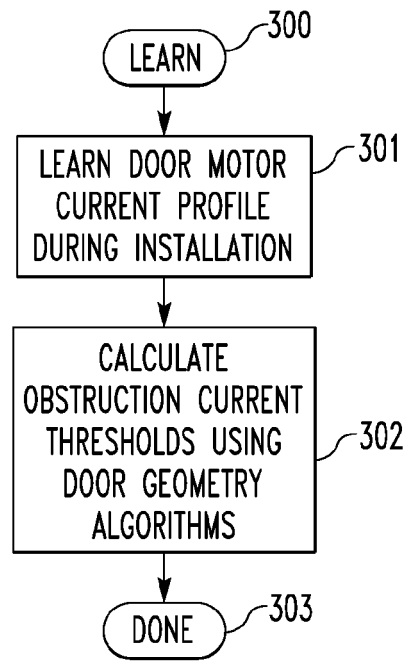 300
LEARN
301
LEARN DOOR MOTOR
CURRENT PROFILE
DURING INSTALLATION
CALCULATE
OBSTRUCTION CURRENT
THRESHOLDS USING
DOOR GEOMETRY
ALGORITHMS
302
DONE
303